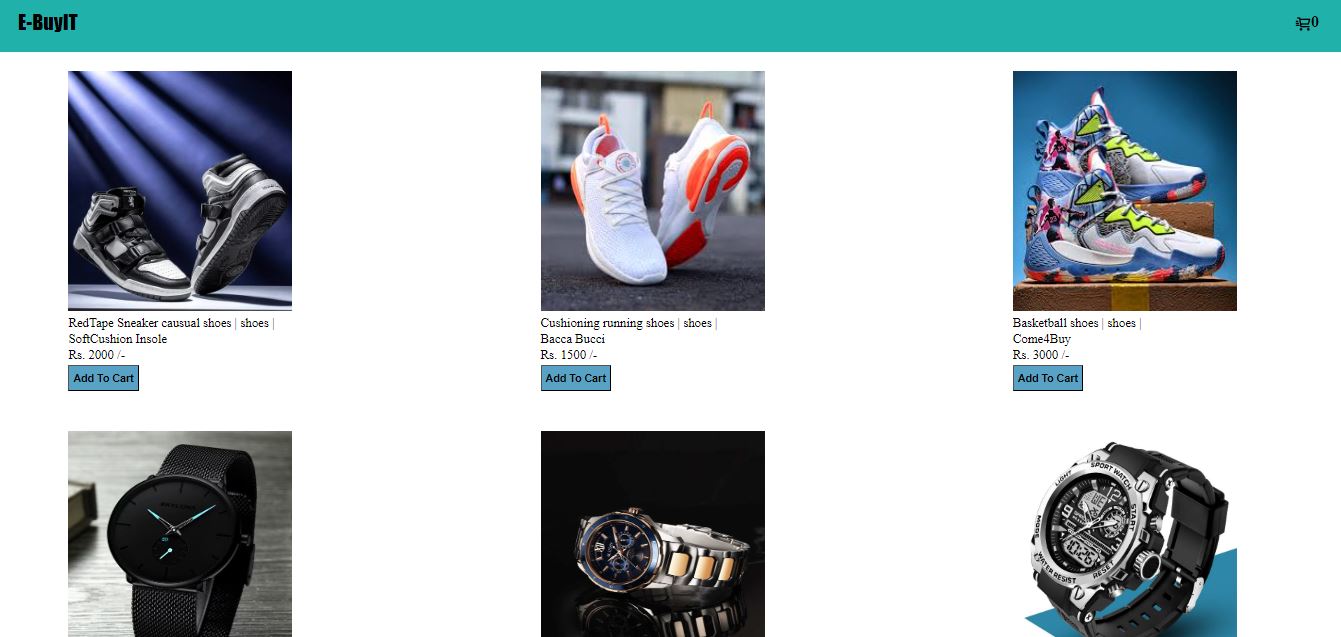 E-BuyIT
0
RedTape Sneaker causual shoes | shoes |
SoftCushion Insole
Rs. 2000 /-
Add To Cart
Cushioning running shoes | shoes |
Bacca Bucci
Rs. 1500 /-
Add To Cart
Basketball shoes | shoes |
Come4Buy
Rs. 3000 /-
Add To Cart
LIGHT
SPORT WATCH
START
MODE
WATER RESIST
RESET